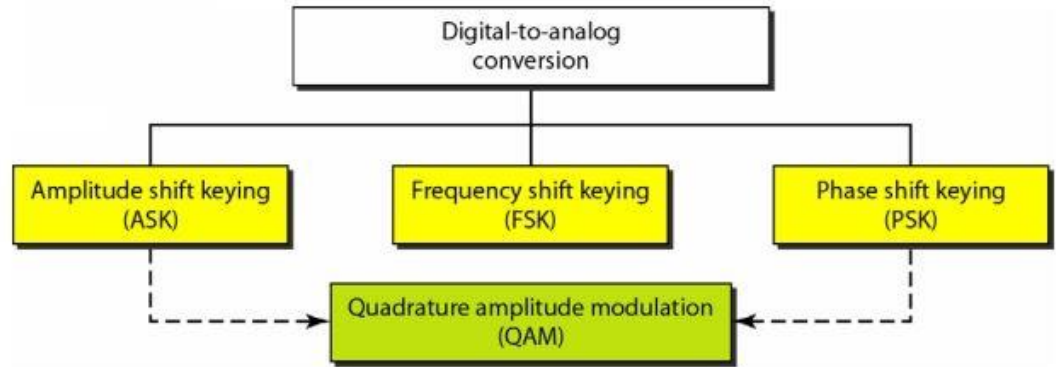 Digital-to-analog
conversion
Amplitude shift keying
(ASK)
Frequency shift keying
(FSK)
Phase shift keying
(PSK)
Quadrature amplitude modulation
(QAM)